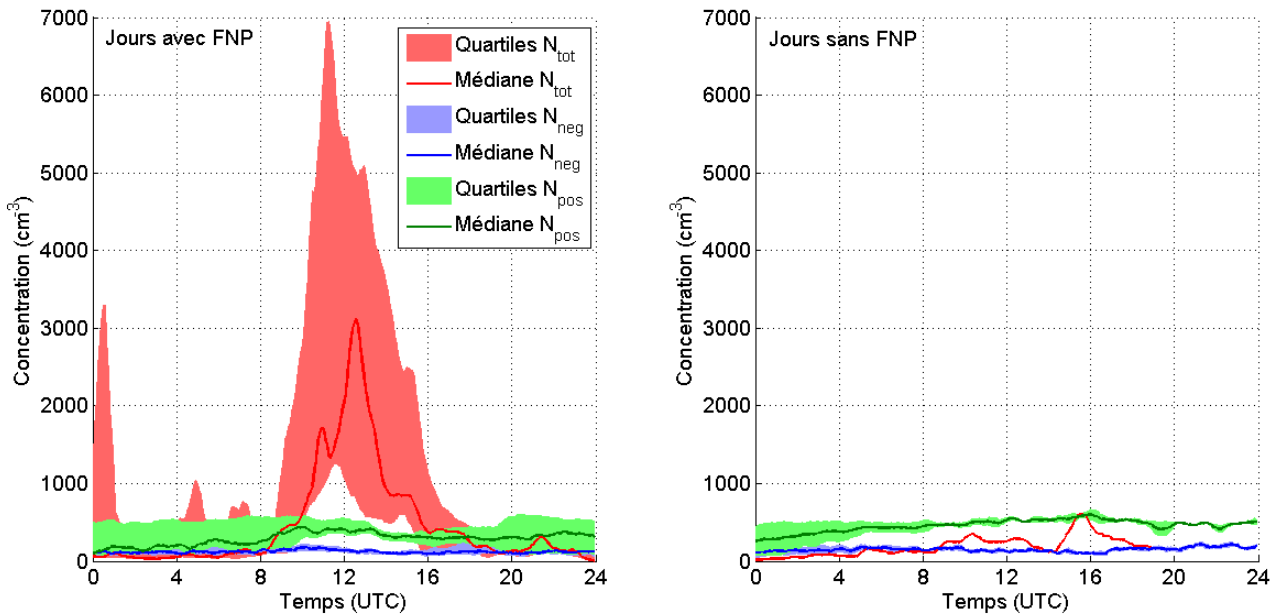 Jours avec FNP
Quartiles N_tot
Médiane N_tot
Quartiles N_neg
Médiane N_neg
Quartiles N_pos
Médiane N_pos
7000
6000
5000
4000
3000
2000
1000
0
Concentration (cm⁻³)
0 4 8 12 16 20 24
Temps (UTC)
Jours sans FNP
7000
6000
5000
4000
3000
2000
1000
0
Concentration (cm⁻³)
0 4 8 12 16 20 24
Temps (UTC)